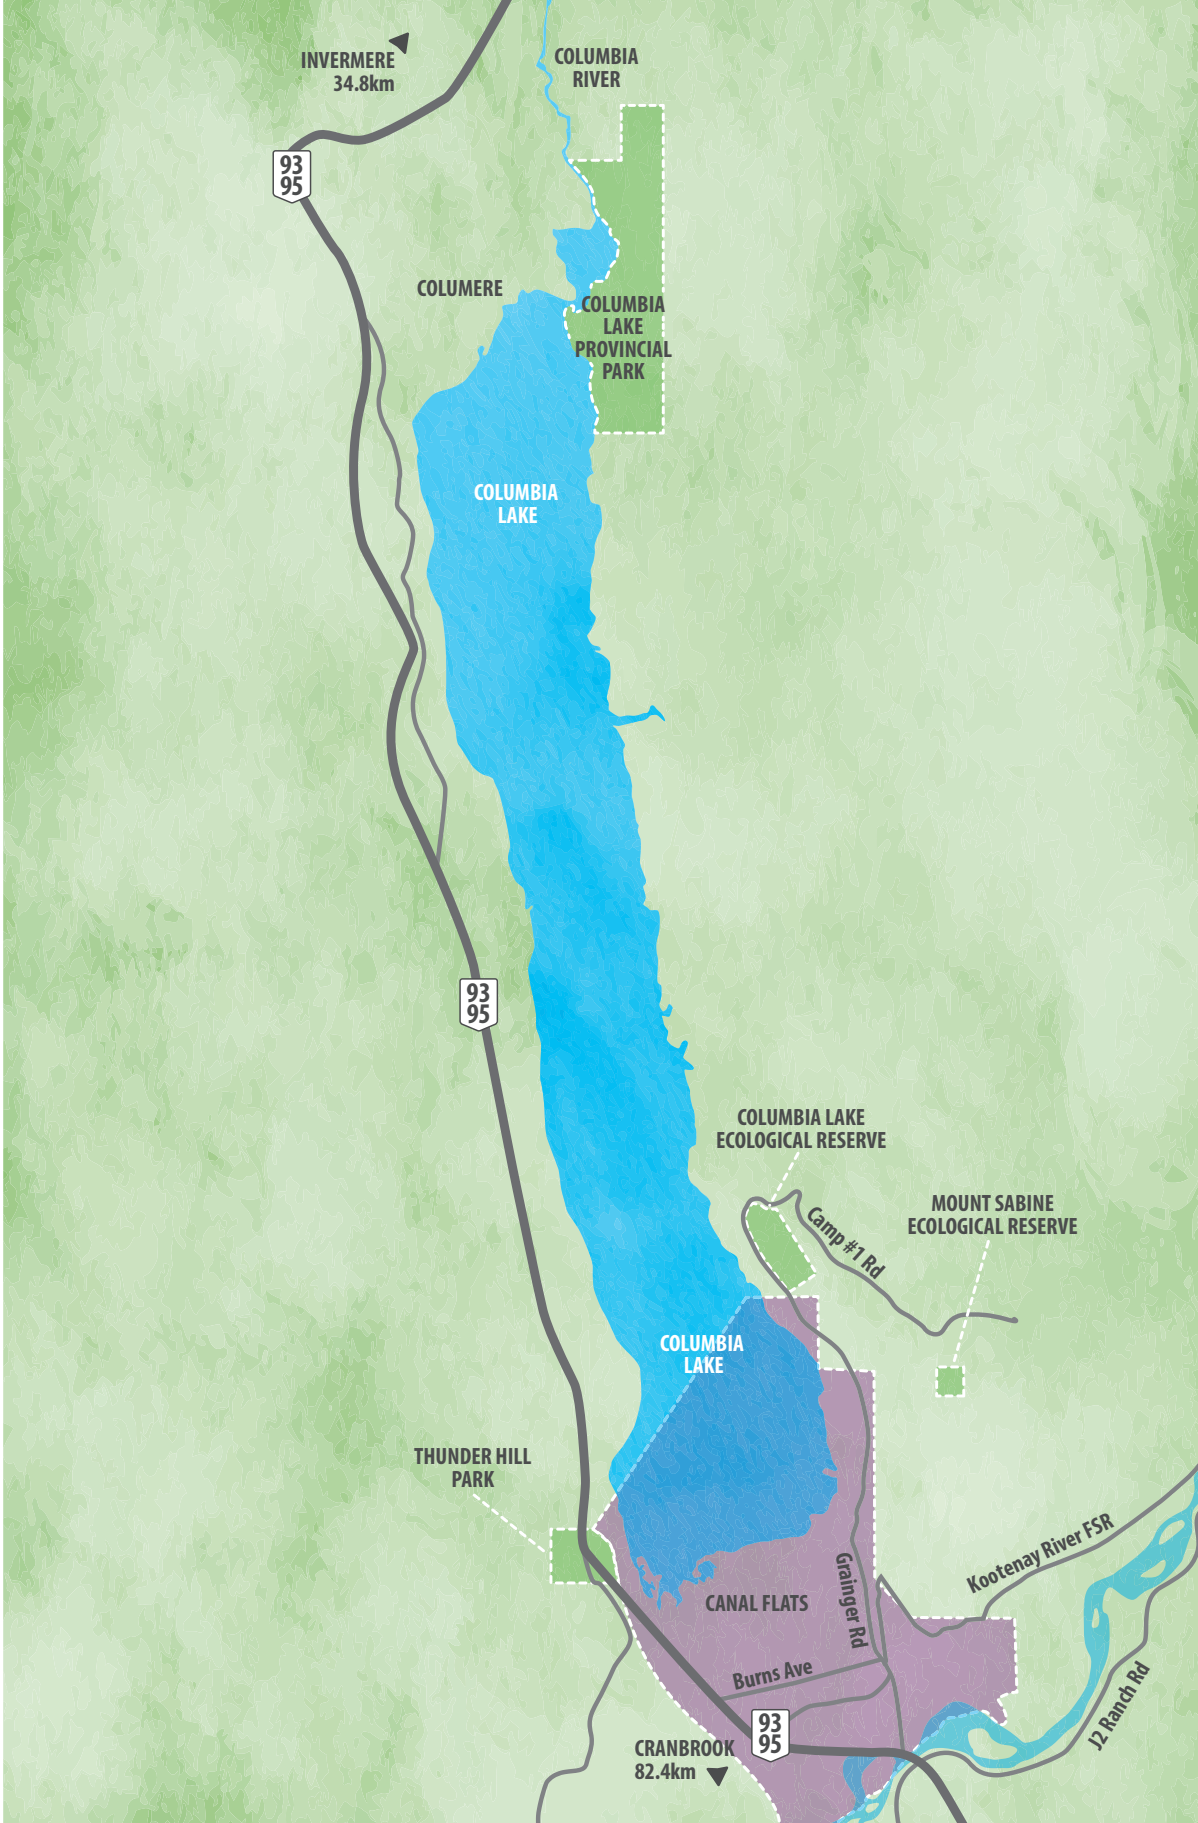 INVERMERE
34.8km
COLUMBIA
RIVER
93
95
COLUMERE
COLUMBIA
LAKE
PROVINCIAL
PARK
COLUMBIA
LAKE
93
95
COLUMBIA LAKE
ECOLOGICAL RESERVE
MOUNT SABINE
ECOLOGICAL RESERVE
Camp #1 Rd
COLUMBIA
LAKE
THUNDER HILL
PARK
Kootenay River FSR
CANAL FLATS
Grainger Rd
Burns Ave
J2 Ranch Rd
93
95
CRANBROOK
82.4km